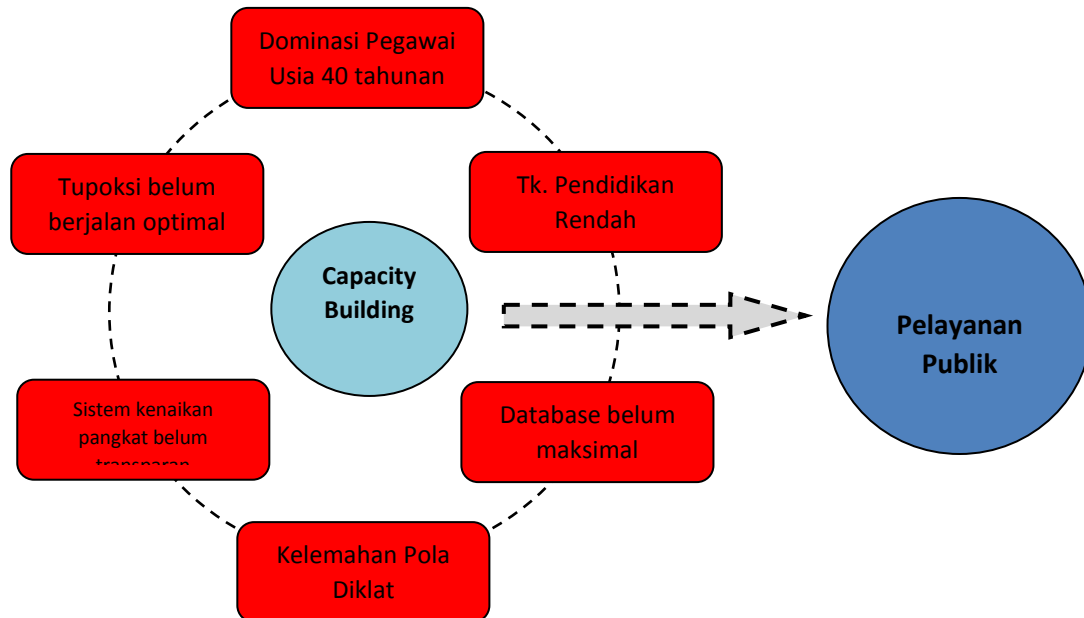 Dominasi Pegawai
Usia 40 tahunan
Tupoksi belum
berjalan optimal
Tk. Pendidikan
Rendah
Capacity
Building
Pelayanan
Publik
Sistem kenaikan
pangkat belum
transparan
Database belum
maksimal
Kelemahan Pola
Diklat